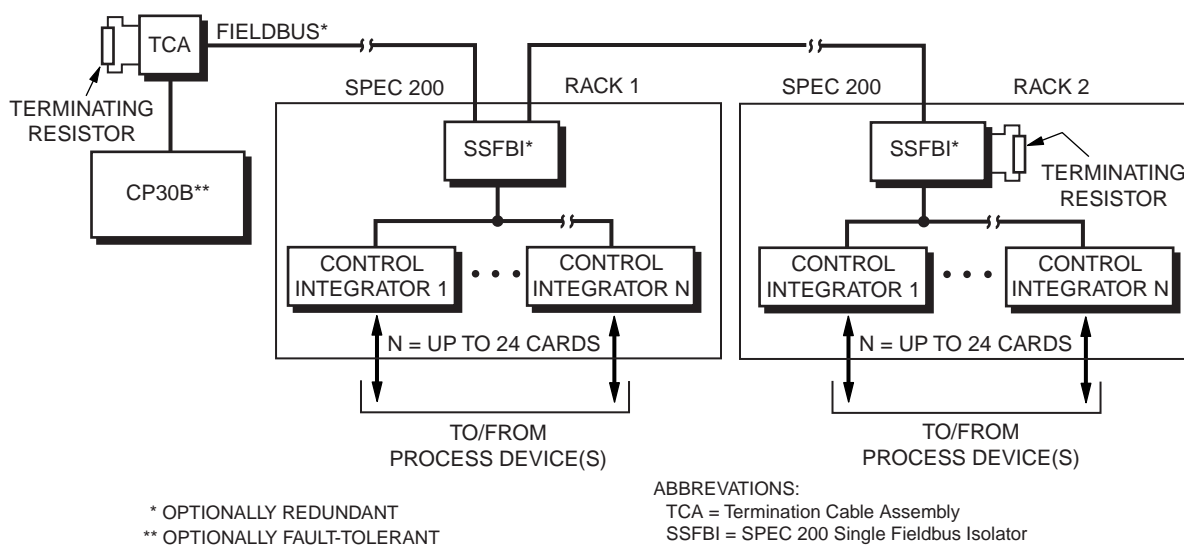 TCA
FIELDBUS*
TERMINATING
RESISTOR
CP30B**
SPEC 200
RACK 1
SSFBI*
CONTROL
INTEGRATOR 1
CONTROL
INTEGRATOR N
N = UP TO 24 CARDS
TO/FROM
PROCESS DEVICE(S)
SPEC 200
RACK 2
SSFBI*
TERMINATING
RESISTOR
CONTROL
INTEGRATOR 1
CONTROL
INTEGRATOR N
N = UP TO 24 CARDS
TO/FROM
PROCESS DEVICE(S)
* OPTIONALLY REDUNDANT
** OPTIONALLY FAULT-TOLERANT
ABBREVATIONS:
TCA = Termination Cable Assembly
SSFBI = SPEC 200 Single Fieldbus Isolator